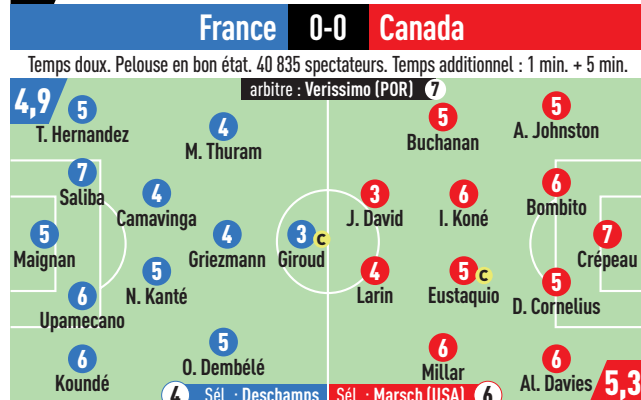 France 0-0 Canada
Temps doux. Pelouse en bon état. 40 835 spectateurs. Temps additionnel : 1 min. + 5 min.
4,9
arbitre : Verissimo (POR) 7
5
T. Hernandez
4
M. Thuram
5
Buchanan
5
A. Johnston
7
Saliba
4
Camavinga
3
J. David
6
I. Koné
6
Bombito
5
Maignan
4
Griezmann
3 C
Giroud
7
Crépeau
6
Upamecano
5
N. Kanté
4
Larin
5 C
Eustaquio
5
D. Cornelius
6
Koundé
5
O. Dembélé
6
Millar
6
Al. Davies
4 Sél. : Deschamps
Sél. : Marsch (USA) 6
5,3